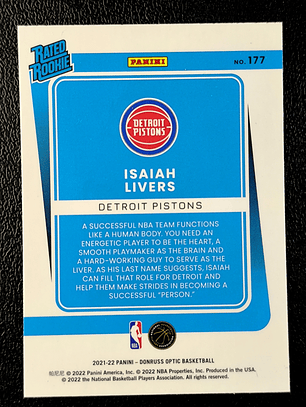 RATED
ROOKIE
PANINI
NO. 177
DETROIT
PISTONS
ISAIAH
LIVERS
DETROIT PISTONS
A SUCCESSFUL NBA TEAM FUNCTIONS
LIKE A HUMAN BODY. YOU NEED AN
ENERGETIC PLAYER TO BE THE HEART, A
SMOOTH PLAYMAKER AS THE BRAIN AND
A HARD-WORKING GUY TO SERVE AS THE
LIVER. AS HIS LAST NAME SUGGESTS, ISAIAH
CAN FILL THAT ROLE FOR DETROIT AND
HELP THEM MAKE STRIDES IN BECOMING A
SUCCESSFUL “PERSON.”
NBA
2021-22 PANINI – DONRUSS OPTIC BASKETBALL
帕尼尼 © 2022 Panini America, Inc. © 2022 NBA Properties, Inc. Produced in the USA.
© 2022 the National Basketball Players Association. All rights reserved.